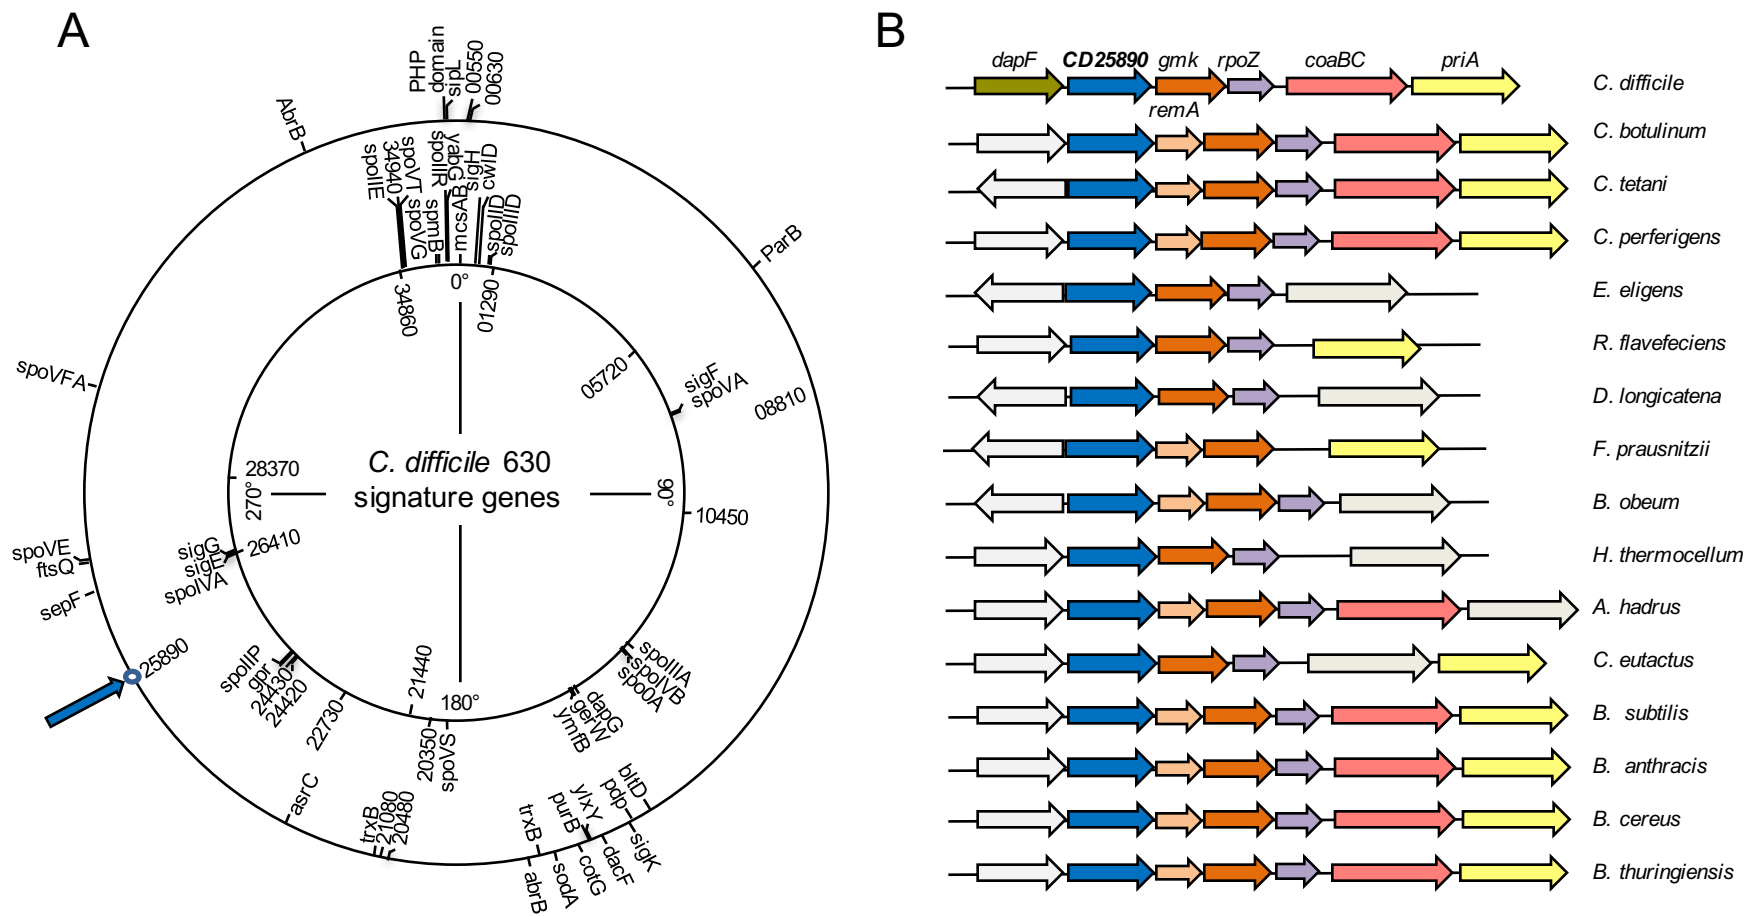 A
PHP
domain
sipL
00550
00630
AbrB
ParB
spoVFA
spoVE
ftsQ
sepF
25890
asrC
trxB
21080
20480
trxB
abrB
sodA
cotG
purB
ylxY
dacF
pdp
bltD
sigK
08810
spoIIE
34940
spoVT
spoVG
spmB
spoIIR
yabG
mcsAB
sigH
cwlD
spoIID
spoIIID
34860
0°
01290
05720
sigF
spoVA
90°
10450
28370
270°
26410
sigG
sigE
spoIVA
C. difficile 630
signature genes
spoIIP
gpr
24430
24420
22730
21440
180°
20350
spoVS
spoIIIA
spoIVB
spo0A
dapG
gerW
ymfB
B
dapF CD25890 gmk rpoZ coaBC priA
C. difficile
remA
C. botulinum
C. tetani
C. perferigens
E. eligens
R. flavefeciens
D. longicatena
F. prausnitzii
B. obeum
H. thermocellum
A. hadrus
C. eutactus
B. subtilis
B. anthracis
B. cereus
B. thuringiensis